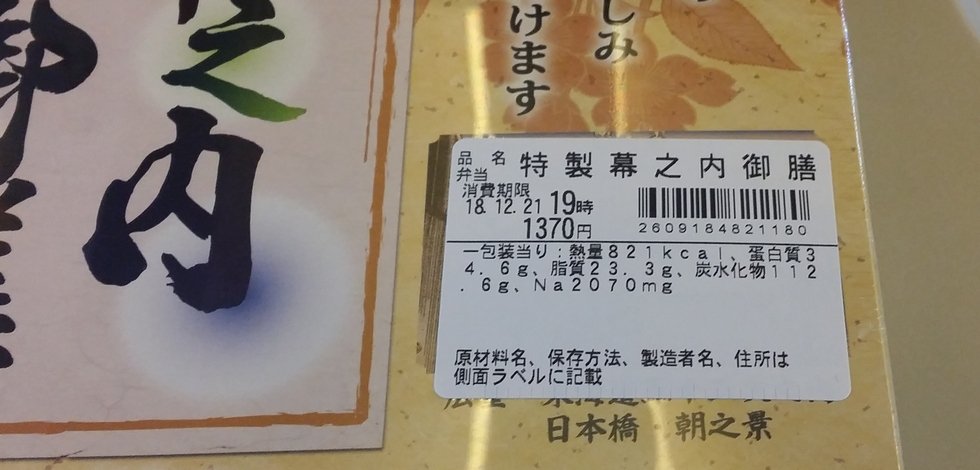 しみ
けます
之内
品名 特製幕之内御膳
弁当
消費期限
18.12.21 19時
1370円
2609184821180
一包装当り：熱量821kcal、蛋白質3
4.6g、脂質23.3g、炭水化物112
.6g、Na2070mg
原材料名、保存方法、製造者名、住所は
側面ラベルに記載
日本橋 朝之景